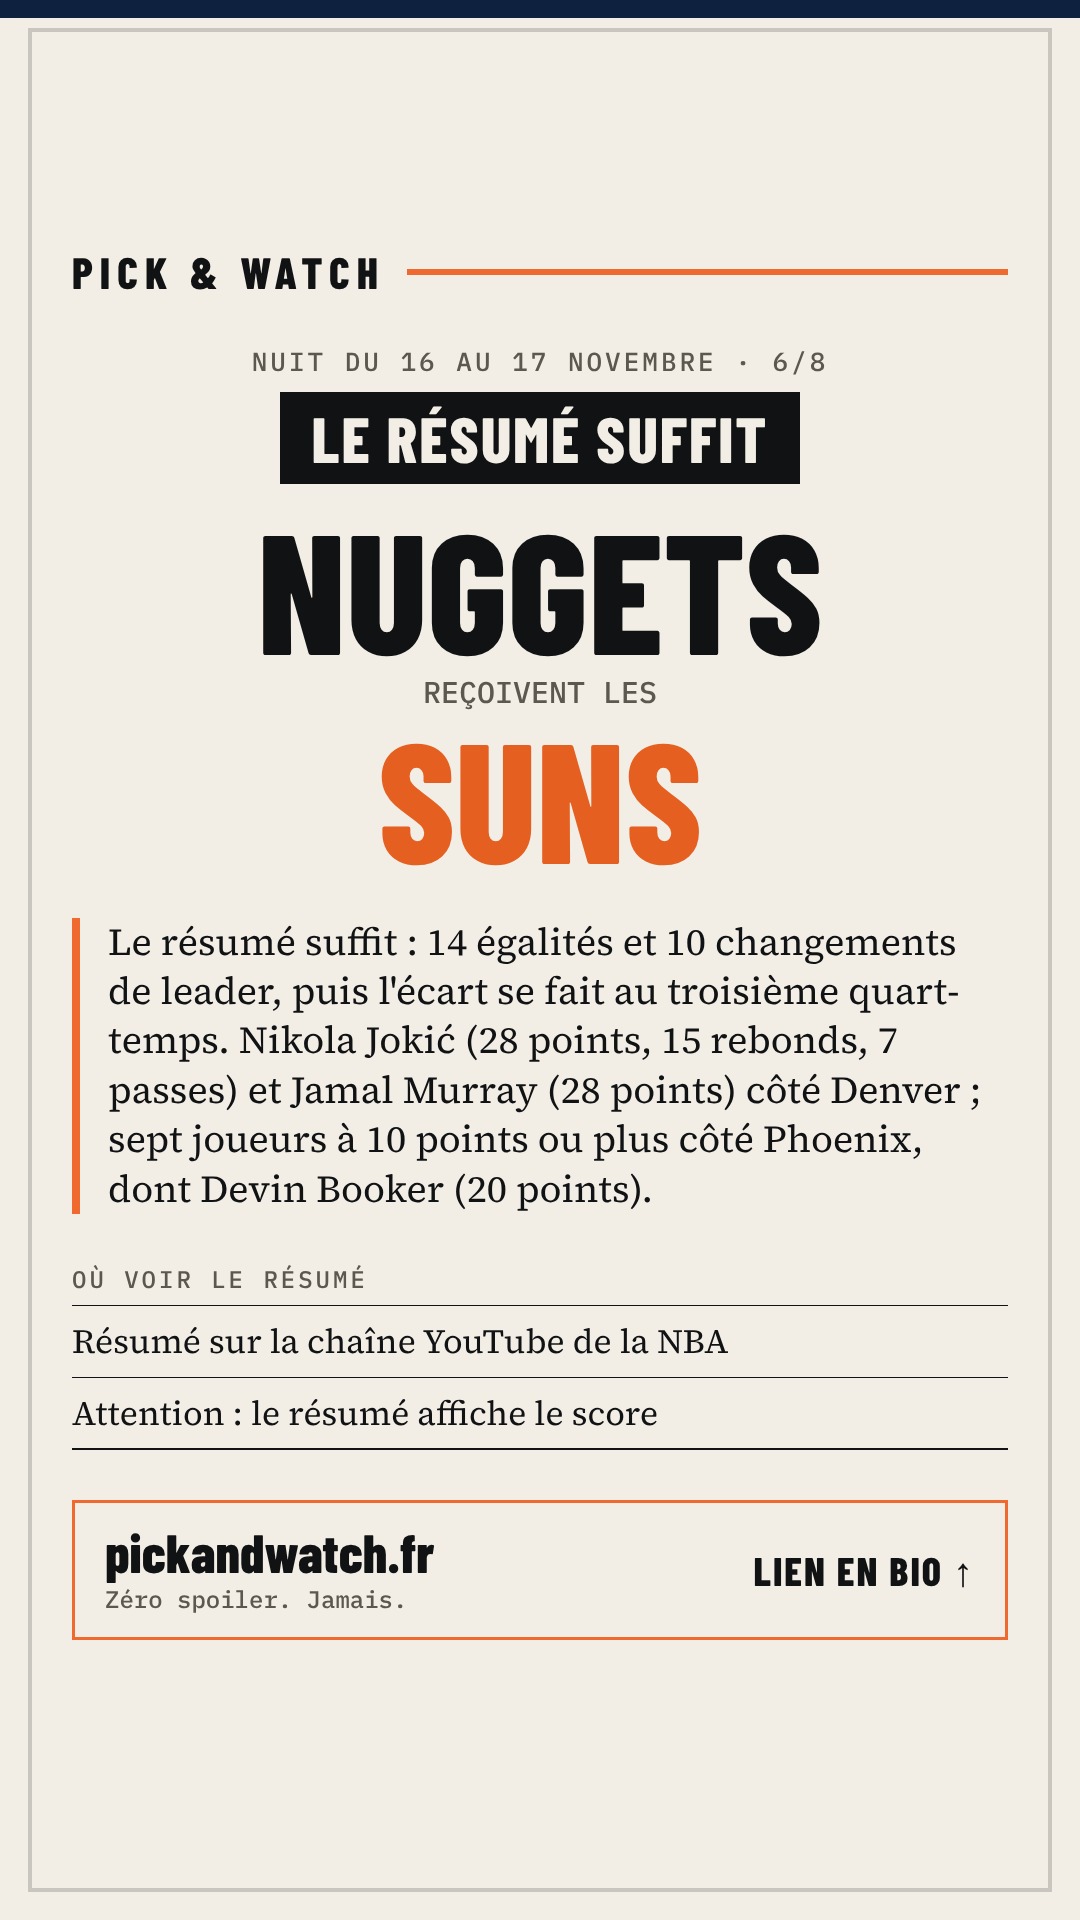 PICK & WATCH
NUIT DU 16 AU 17 NOVEMBRE · 6/8
LE RÉSUMÉ SUFFIT
NUGGETS
REÇOIVENT LES
SUNS
Le résumé suffit : 14 égalités et 10 changements
de leader, puis l'écart se fait au troisième quart-
temps. Nikola Jokić (28 points, 15 rebonds, 7
passes) et Jamal Murray (28 points) côté Denver ;
sept joueurs à 10 points ou plus côté Phoenix,
dont Devin Booker (20 points).
OÙ VOIR LE RÉSUMÉ
Résumé sur la chaîne YouTube de la NBA
Attention : le résumé affiche le score
pickandwatch.fr
Zéro spoiler. Jamais.
LIEN EN BIO ↑